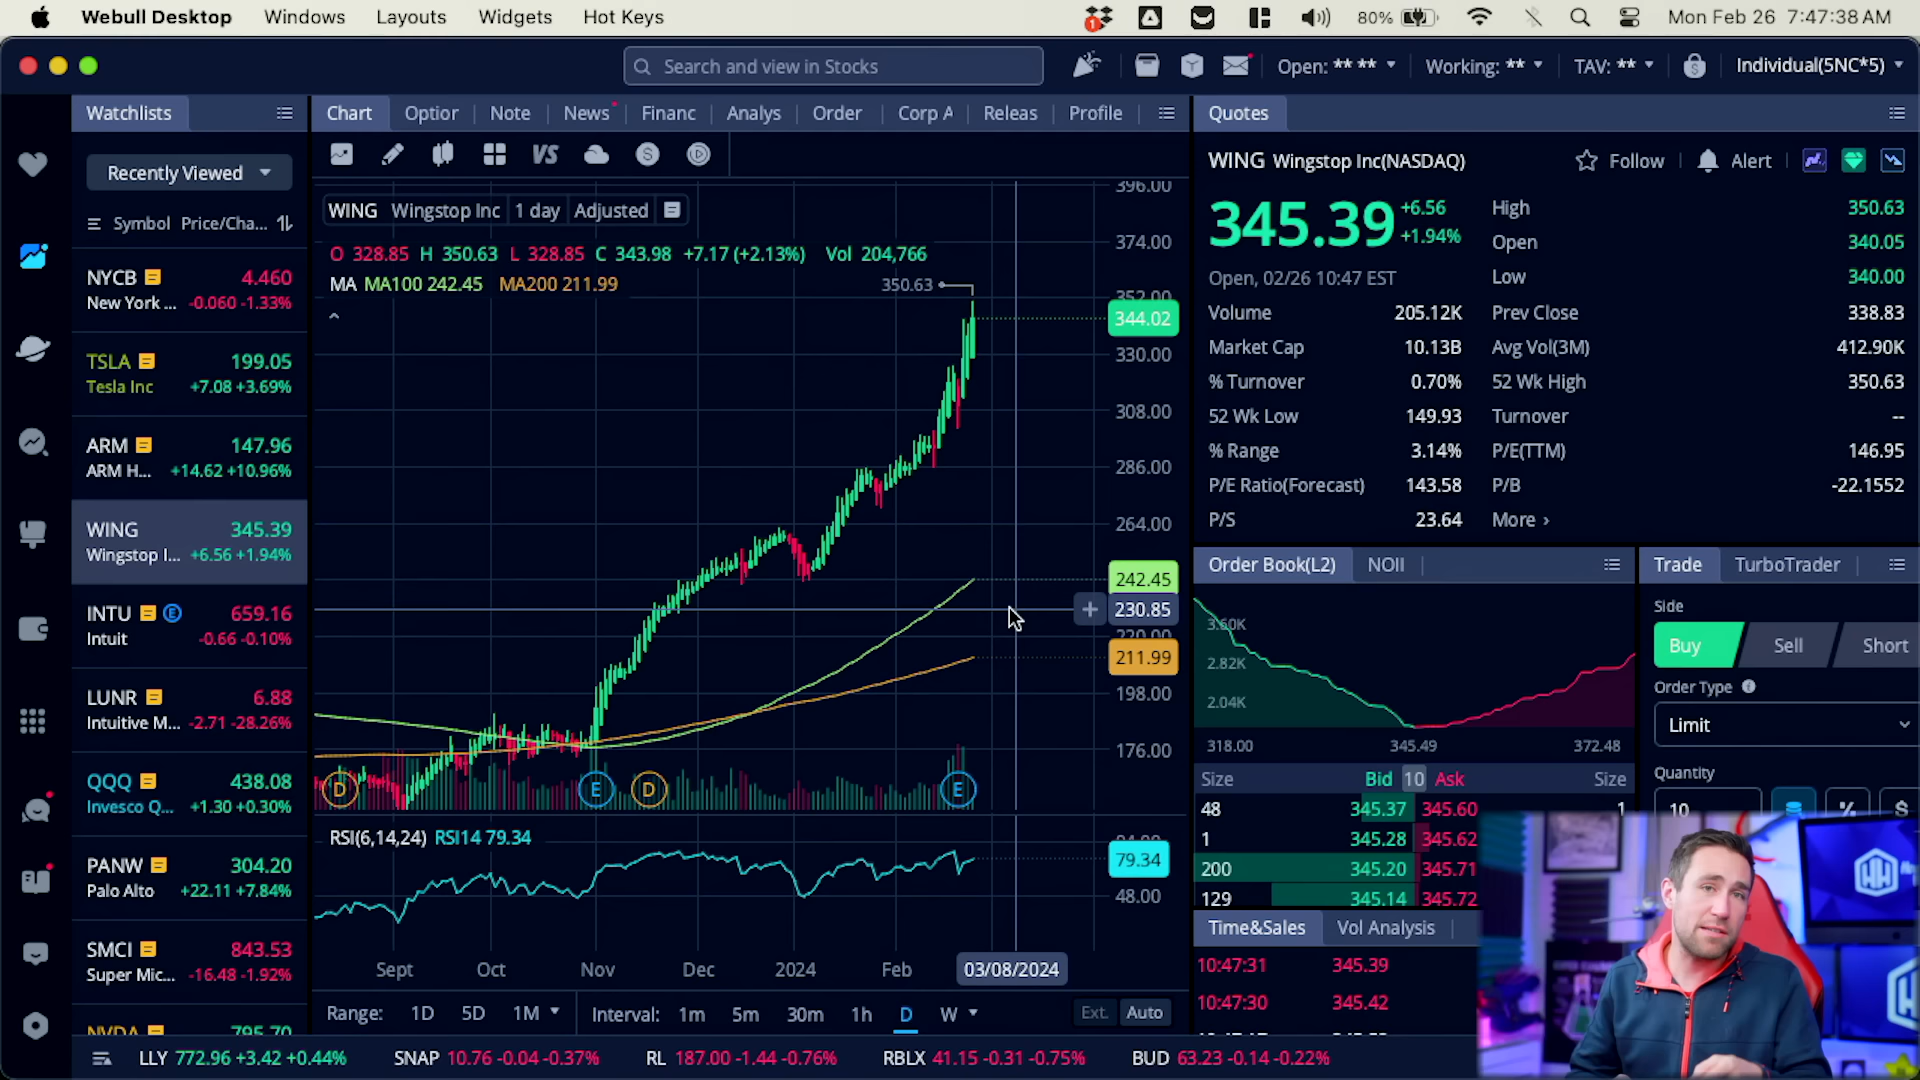 Webull Desktop Windows Layouts Widgets Hot Keys 1 80% Mon Feb 26 7:47:38 AM
Search and view in Stocks Open: ** ** Working: ** TAV: ** Individual(5NC*5)
Watchlists Chart Option Note News Financ Analys Order Corp A Releas Profile Quotes
Recently Viewed
Symbol Price/Cha...
NYCB 4.460
New York ... -0.060 -1.33%
TSLA 199.05
Tesla Inc +7.08 +3.69%
ARM 147.96
ARM H... +14.62 +10.96%
WING 345.39
Wingstop I... +6.56 +1.94%
INTU E 659.16
Intuit -0.66 -0.10%
LUNR 6.88
Intuitive M... -2.71 -28.26%
QQQ 438.08
Invesco Q... +1.30 +0.30%
PANW 304.20
Palo Alto +22.11 +7.84%
SMCI 843.53
Super Mic... -16.48 -1.92%
NVDA 795.70
VS S D
WING Wingstop Inc 1 day Adjusted
O 328.85 H 350.63 L 328.85 C 343.98 +7.17 (+2.13%) Vol 204,766
MA MA100 242.45 MA200 211.99
350.63
396.00
374.00
352.00
344.02
330.00
308.00
286.00
264.00
242.45
230.85
220.00
211.99
198.00
176.00
D E D E
RSI(6,14,24) RSI14 79.34
79.34
48.00
Sept Oct Nov Dec 2024 Feb 03/08/2024
Range: 1D 5D 1M Interval: 1m 5m 30m 1h D W Ext. Auto
WING Wingstop Inc(NASDAQ) Follow Alert
345.39 +6.56
+1.94%
Open, 02/26 10:47 EST
High 350.63
Open 340.05
Low 340.00
Volume 205.12K Prev Close 338.83
Market Cap 10.13B Avg Vol(3M) 412.90K
% Turnover 0.70% 52 Wk High 350.63
52 Wk Low 149.93 Turnover --
% Range 3.14% P/E(TTM) 146.95
P/E Ratio(Forecast) 143.58 P/B -22.1552
P/S 23.64 More ›
Order Book(L2) NOII
3.60K
2.82K
2.04K
318.00 345.49 372.48
Size Bid 10 Ask Size
48 345.37 345.60 1
1 345.28 345.62
200 345.20 345.71
129 345.14 345.72
Time&Sales Vol Analysis
10:47:31 345.39
10:47:30 345.42
Trade TurboTrader
Side
Buy Sell Short
Order Type
Limit
Quantity
10 % $
LLY 772.96 +3.42 +0.44% SNAP 10.76 -0.04 -0.37% RL 187.00 -1.44 -0.76% RBLX 41.15 -0.31 -0.75% BUD 63.23 -0.14 -0.22%